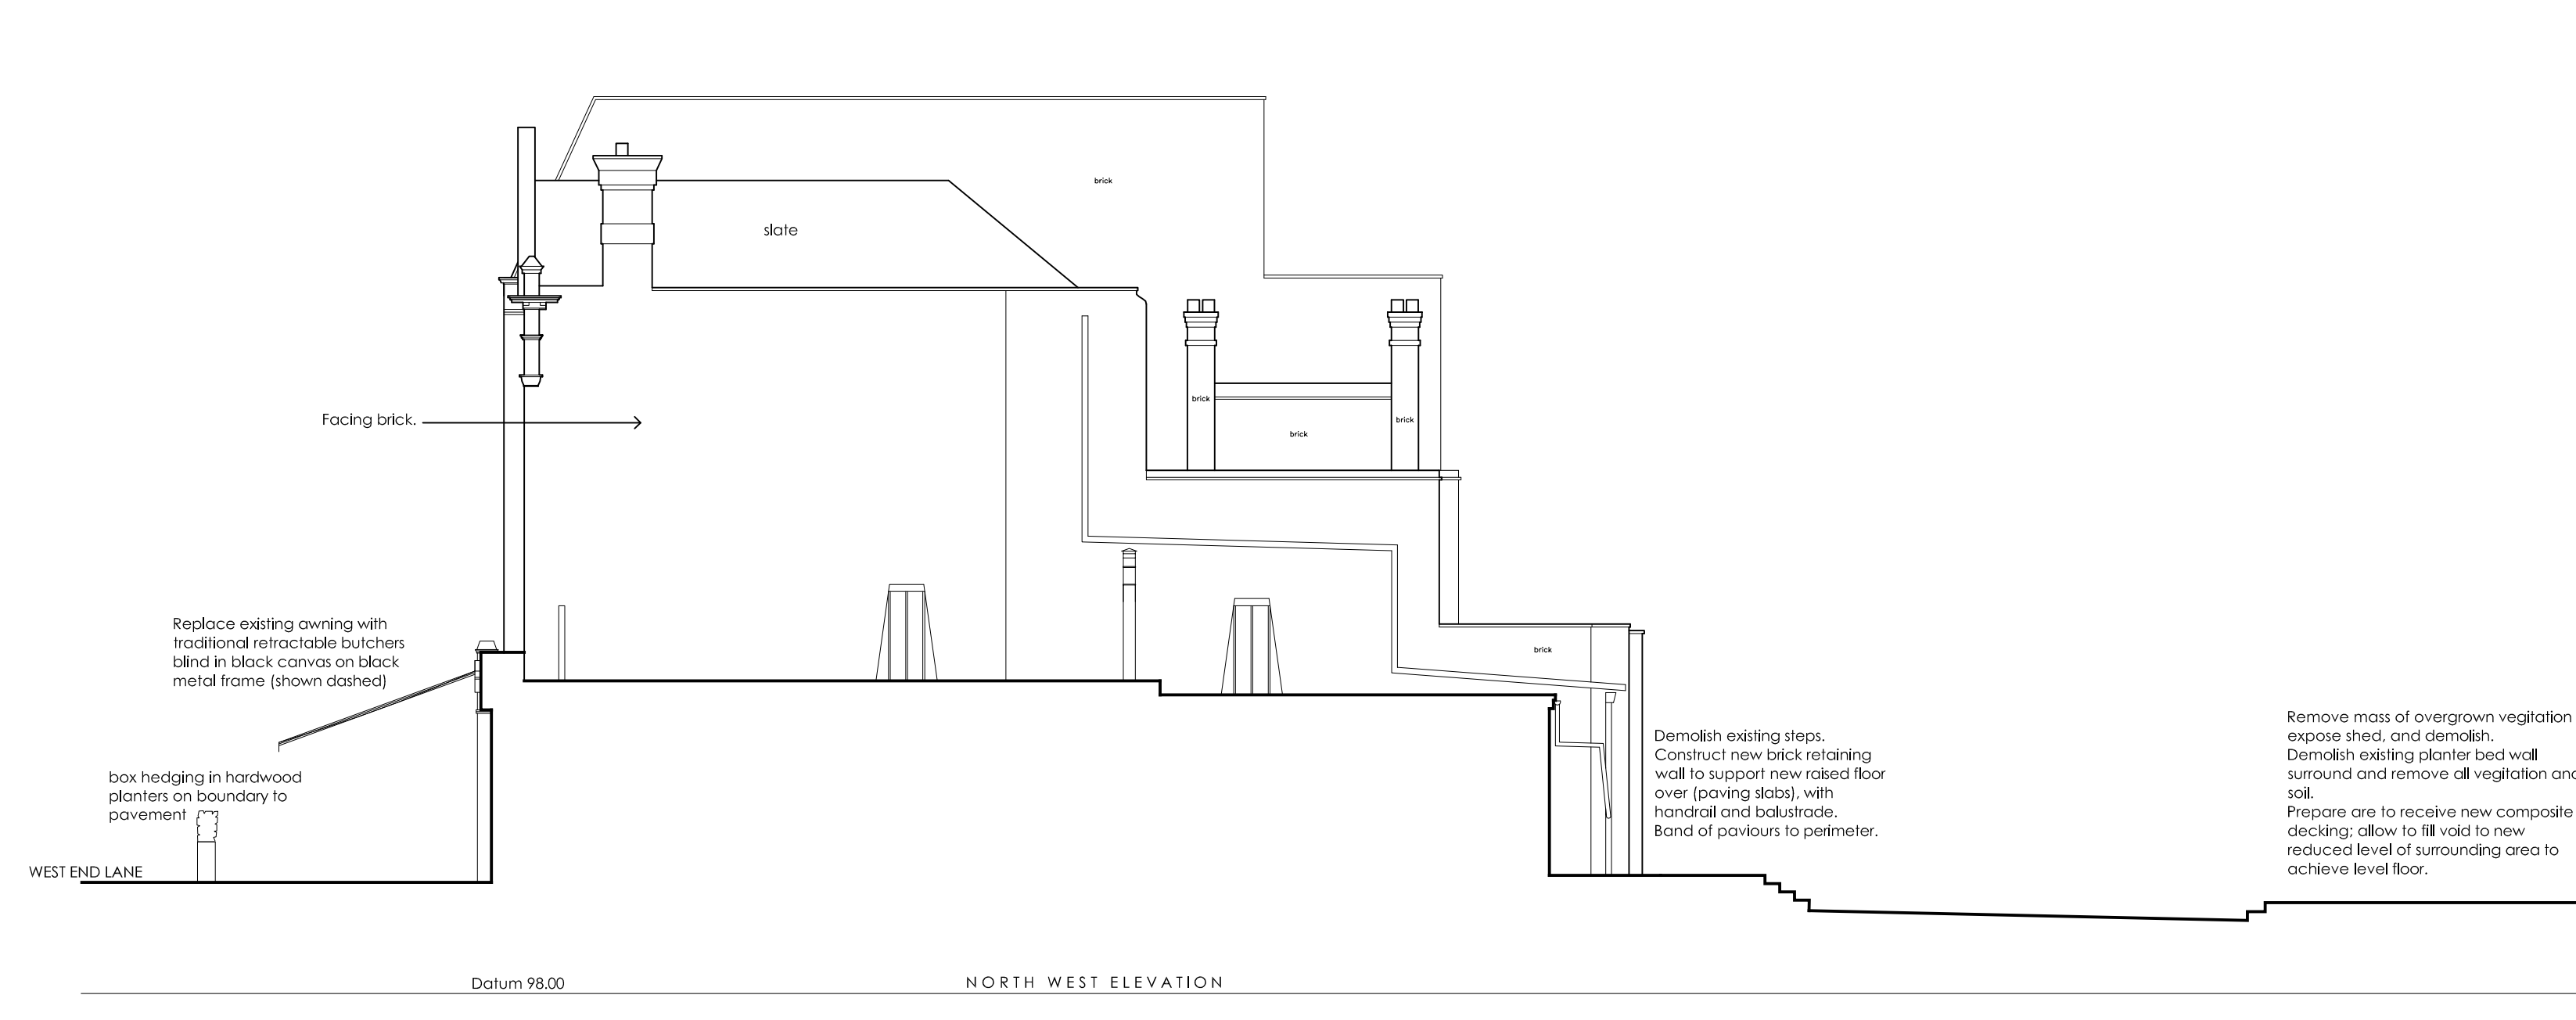 brick
slate
brick
brick
brick
Facing brick.
Replace existing awning with
traditional retractable butchers
blind in black canvas on black
metal frame (shown dashed)
brick
box hedging in hardwood
planters on boundary to
pavement
WEST END LANE
Demolish existing steps.
Construct new brick retaining
wall to support new raised floor
over (paving slabs), with
handrail and balustrade.
Band of paviours to perimeter.
Remove mass of overgrown vegitation
expose shed, and demolish.
Demolish existing planter bed wall
surround and remove all vegitation and
soil.
Prepare are to receive new composite
decking; allow to fill void to new
reduced level of surrounding area to
achieve level floor.
Datum 98.00
NORTH WEST ELEVATION